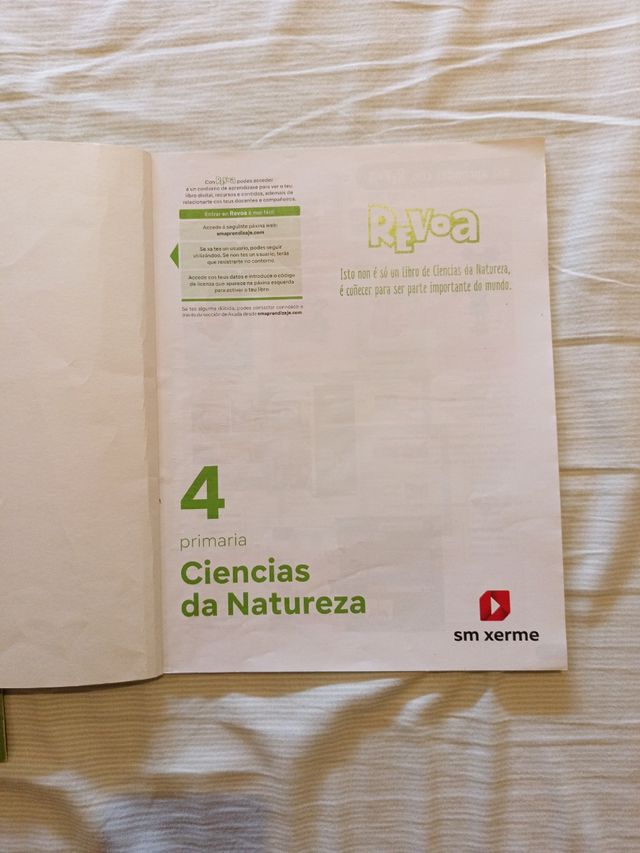 Con Revoa podes acceder
a un contorno de aprendizaxe para ver o teu
libro dixital, recursos e contidos, ademais de
relacionarte cos teus docentes e compañeiros.
Entrar en Revoa é moi fácil
Accede á seguinte páxina web:
smaprendizaje.com
Se xa tes un usuario, podes seguir
utilizándoo. Se non tes un usuario, terás
que rexistrarte no contorno.
Accede cos teus datos e introduce o código
de licenza que aparece na páxina esquerda
para activar o teu libro.
Se tes algunha dúbida, podes contactar connosco a
través da sección de Axuda desde smaprendizaje.com
REVOA
Isto non é só un libro de Ciencias da Natureza,
é coñecer para ser parte importante do mundo.
4
primaria
Ciencias
da Natureza
sm xerme